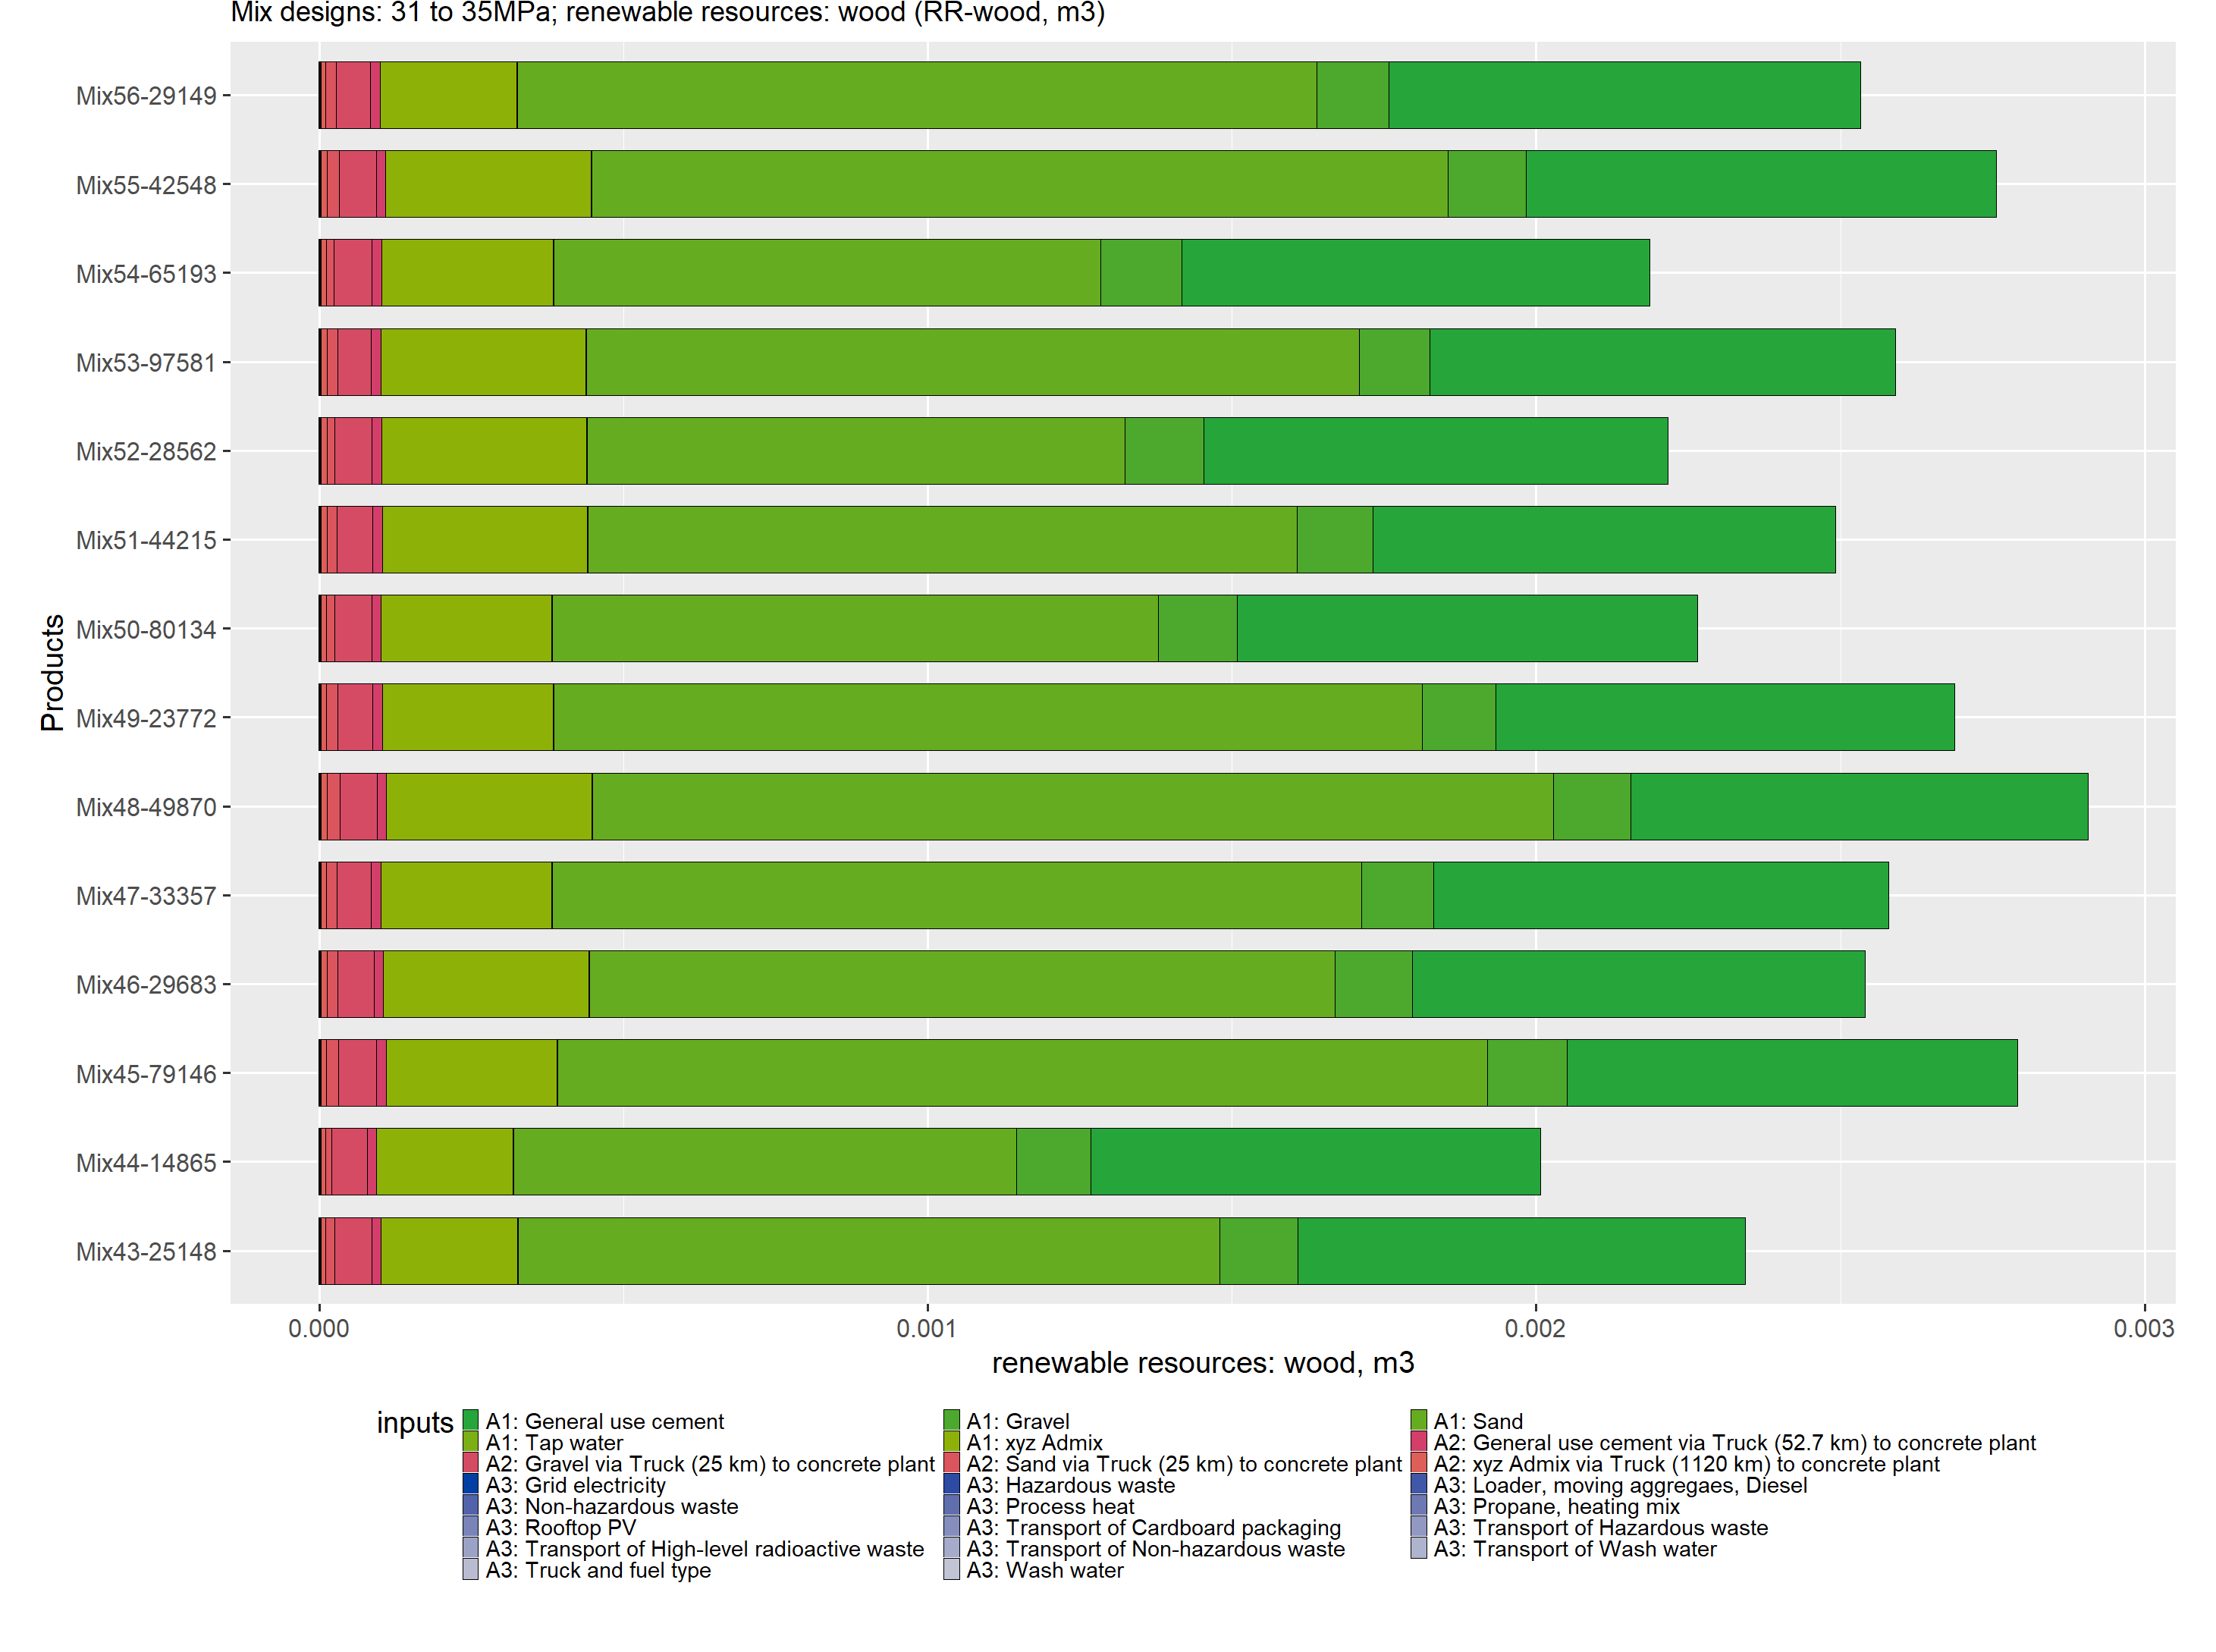 Mix designs: 31 to 35MPa; renewable resources: wood (RR-wood, m3)
Products
Mix56-29149
Mix55-42548
Mix54-65193
Mix53-97581
Mix52-28562
Mix51-44215
Mix50-80134
Mix49-23772
Mix48-49870
Mix47-33357
Mix46-29683
Mix45-79146
Mix44-14865
Mix43-25148
0.000 0.001 0.002 0.003
renewable resources: wood, m3
inputs
A1: General use cement A1: Gravel A1: Sand
A1: Tap water A1: xyz Admix A2: General use cement via Truck (52.7 km) to concrete plant
A2: Gravel via Truck (25 km) to concrete plant A2: Sand via Truck (25 km) to concrete plant A2: xyz Admix via Truck (1120 km) to concrete plant
A3: Grid electricity A3: Hazardous waste A3: Loader, moving aggregaes, Diesel
A3: Non-hazardous waste A3: Process heat A3: Propane, heating mix
A3: Rooftop PV A3: Transport of Cardboard packaging A3: Transport of Hazardous waste
A3: Transport of High-level radioactive waste A3: Transport of Non-hazardous waste A3: Transport of Wash water
A3: Truck and fuel type A3: Wash water